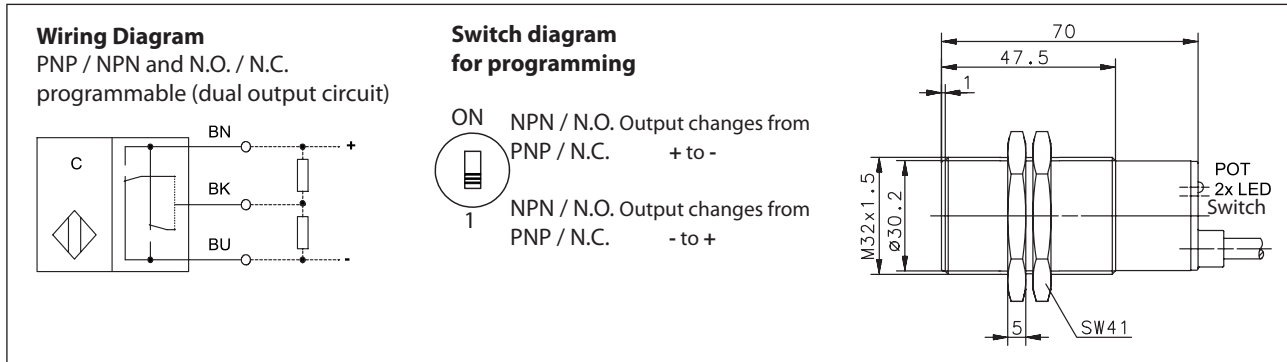 Wiring Diagram
PNP / NPN and N.O. / N.C.
programmable (dual output circuit)
C
BN
BK
BU
+
-
Switch diagram
for programming
ON
1
NPN / N.O. Output changes from
PNP / N.C. + to -
NPN / N.O. Output changes from
PNP / N.C. - to +
70
47.5
1
M32x1.5
ø30.2
POT
2x LED
Switch
5
SW41